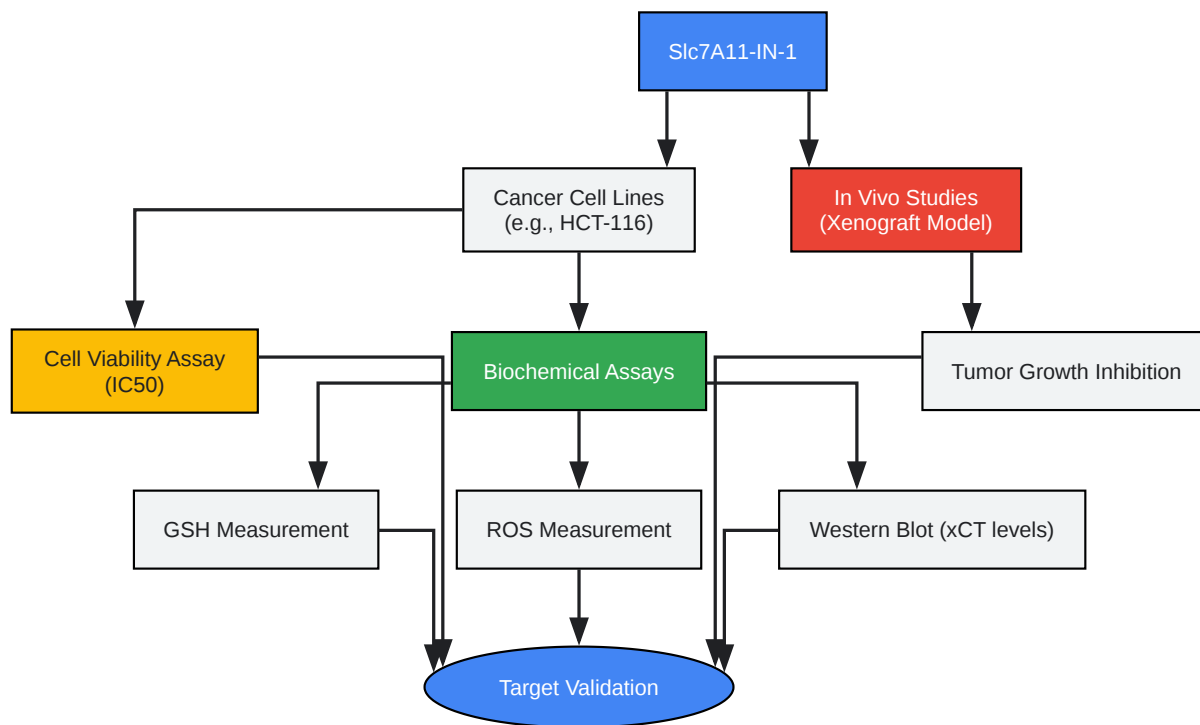 Slc7A11-IN-1
Cancer Cell Lines
(e.g., HCT-116)
In Vivo Studies
(Xenograft Model)
Cell Viability Assay
(IC50)
Biochemical Assays
Tumor Growth Inhibition
GSH Measurement
ROS Measurement
Western Blot (xCT levels)
Target Validation